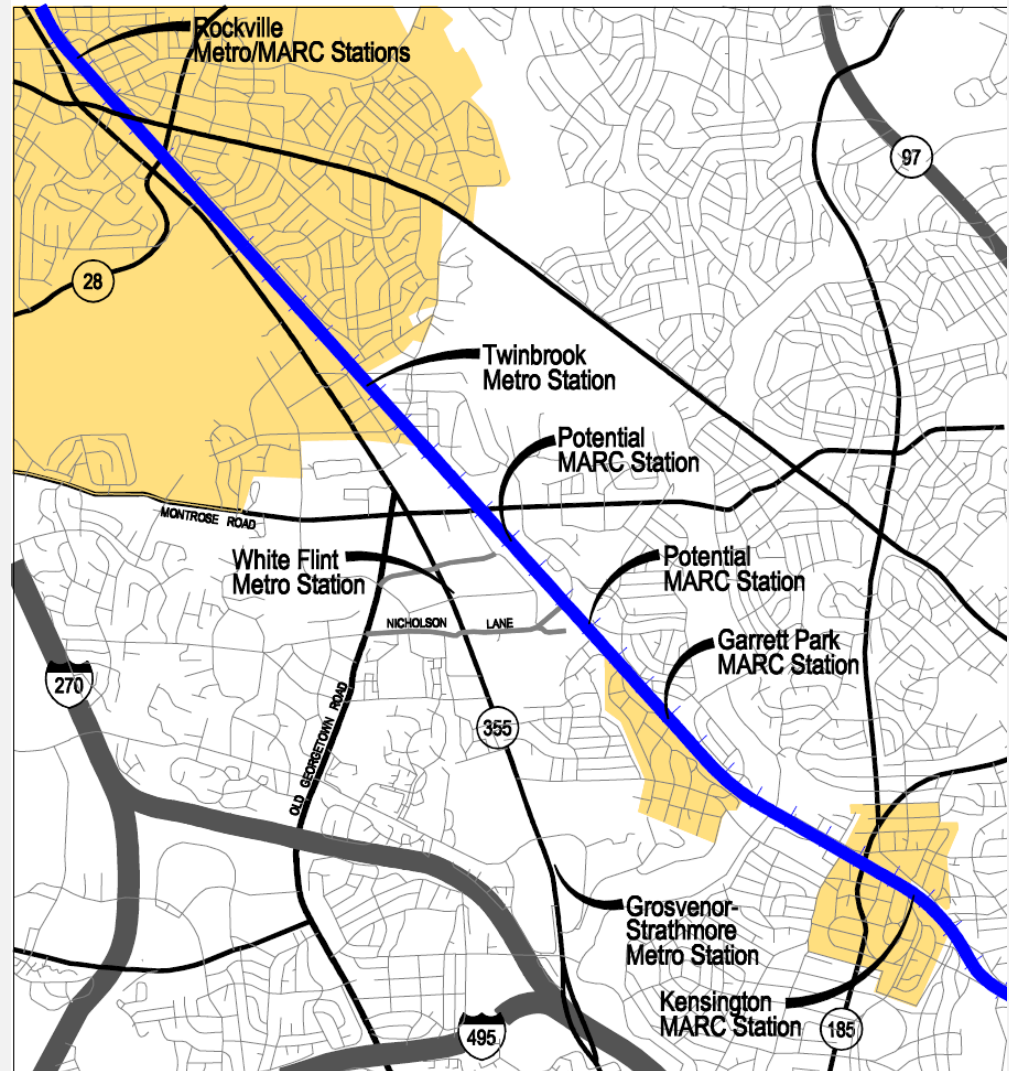 Rockville
Metro/MARC Stations
97
28
Twinbrook
Metro Station
Potential
MARC Station
MONTROSE ROAD
White Flint
Metro Station
Potential
MARC Station
NICHOLSON LANE
Garrett Park
MARC Station
270
355
OLD GEORGETOWN ROAD
Grosvenor-
Strathmore
Metro Station
Kensington
MARC Station
185
495